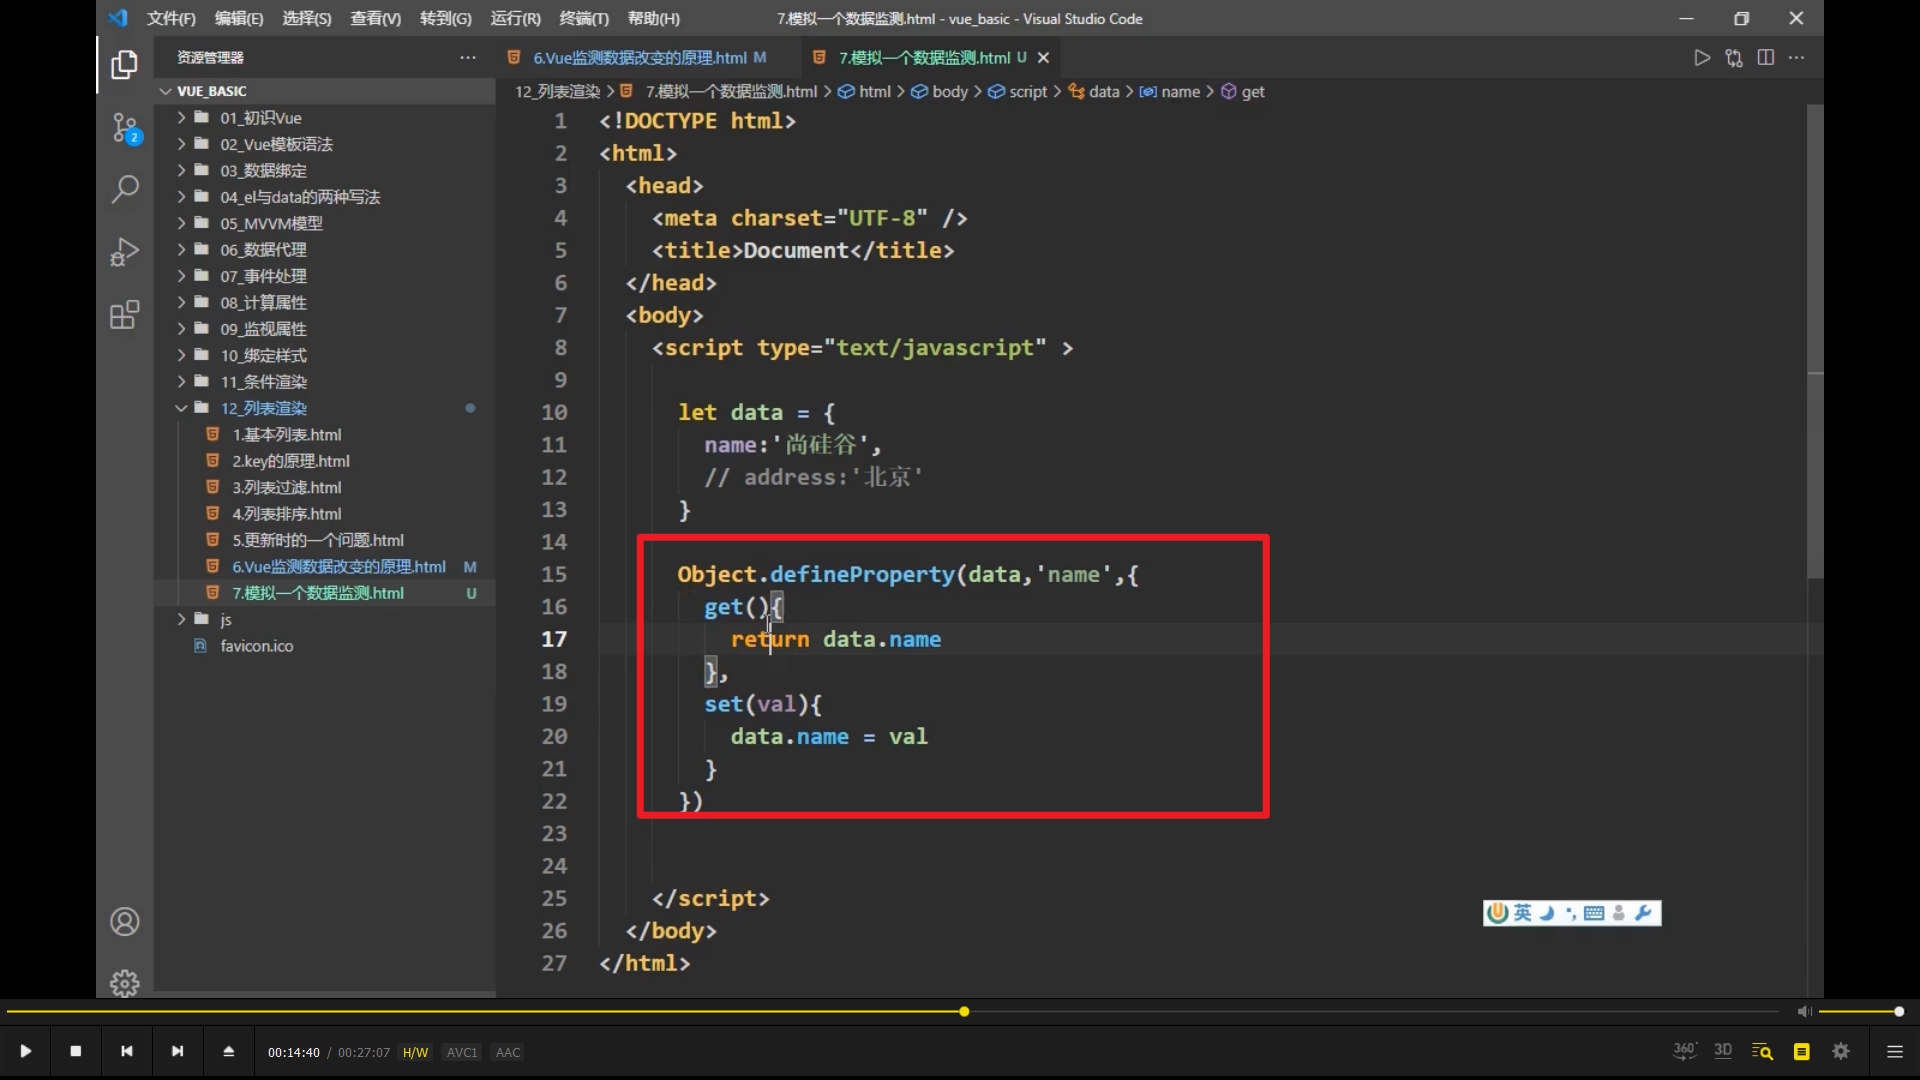 文件(F) 编辑(E) 选择(S) 查看(V) 转到(G) 运行(R) 终端(T) 帮助(H) 7.模拟一个数据监测.html - vue_basic - Visual Studio Code
资源管理器 ···
6.Vue监测数据改变的原理.html M 7.模拟一个数据监测.html U
VUE_BASIC
01_初识Vue
02_Vue模板语法
03_数据绑定
04_el与data的两种写法
05_MVVM模型
06_数据代理
07_事件处理
08_计算属性
09_监视属性
10_绑定样式
11_条件渲染
12_列表渲染
1.基本列表.html
2.key的原理.html
3.列表过滤.html
4.列表排序.html
5.更新时的一个问题.html
6.Vue监测数据改变的原理.html M
7.模拟一个数据监测.html U
js
favicon.ico
2
12_列表渲染 > 7.模拟一个数据监测.html > html > body > script > data > name > get
1 <!DOCTYPE html>
2 <html>
3 <head>
4 <meta charset="UTF-8" />
5 <title>Document</title>
6 </head>
7 <body>
8 <script type="text/javascript" >
9
10 let data = {
11 name:'尚硅谷',
12 // address:'北京'
13 }
14
15 Object.defineProperty(data,'name',{
16 get(){
17 return data.name
18 },
19 set(val){
20 data.name = val
21 }
22 })
23
24
25 </script>
26 </body>
27 </html>
英
00:14:40 / 00:27:07 H/W AVC1 AAC
360° 3D